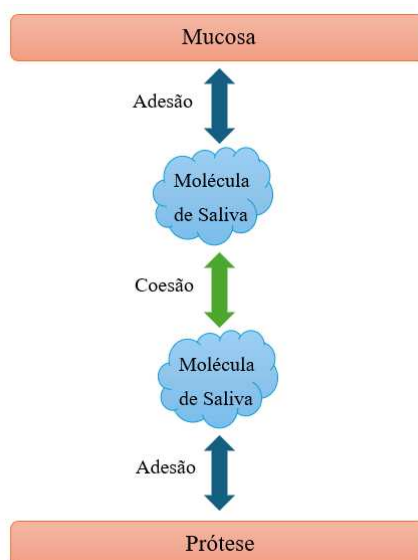 Mucosa
Adesão
Molécula
de Saliva
Coesão
Molécula
de Saliva
Adesão
Prótese